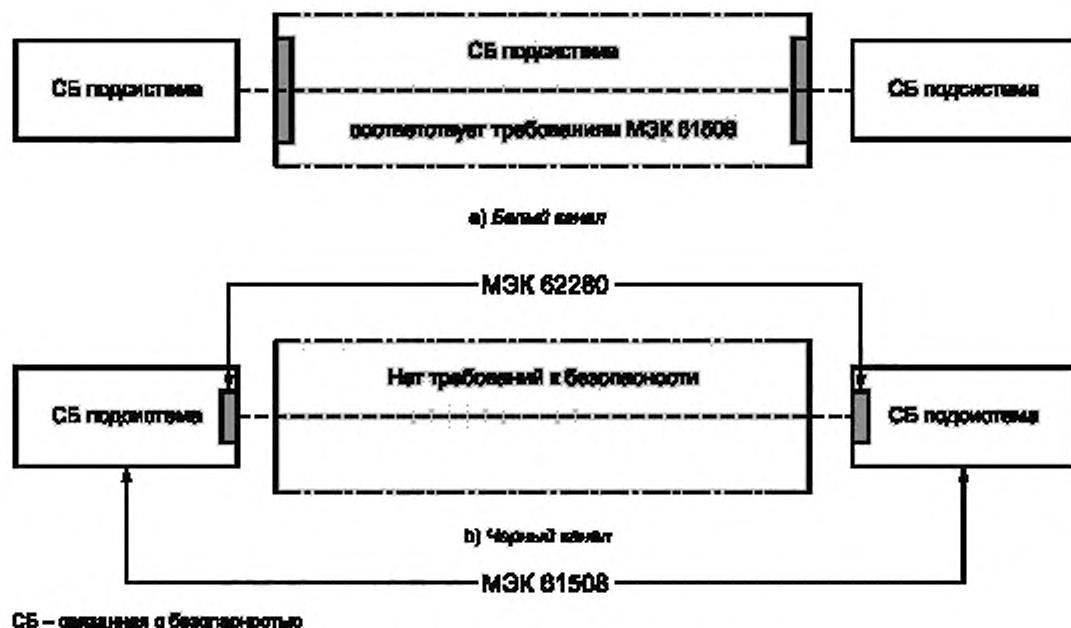 СБ подсистема
СБ подсистема
соответствует требованиям МЭК 61508
СБ подсистема
a) Белый канал
МЭК 62280
СБ подсистема
Нет требований к безопасности
СБ подсистема
b) Черный канал
МЭК 61508
СБ – связанная с безопасностью